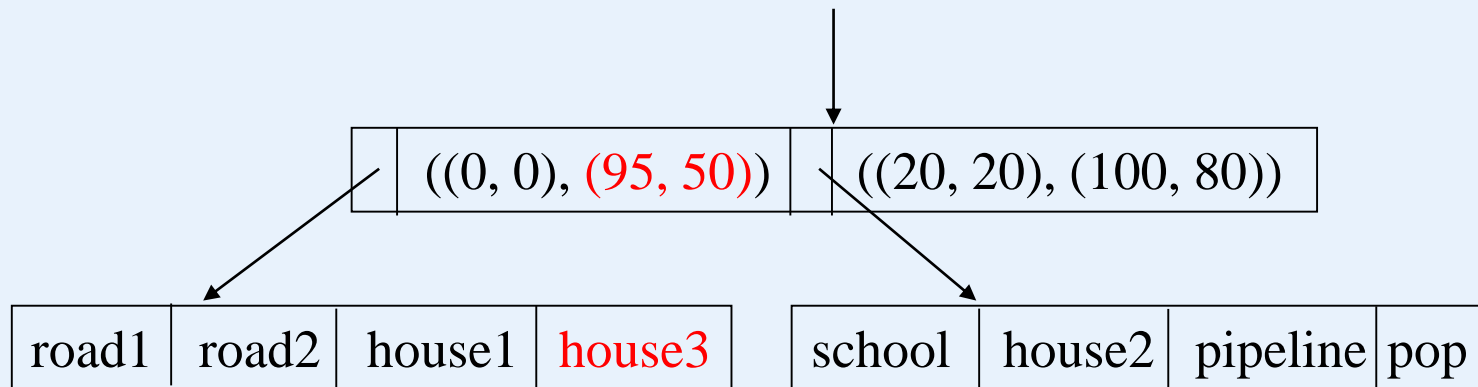 ((0, 0), (95, 50)) ((20, 20), (100, 80))
road1 road2 house1 house3 school house2 pipeline pop